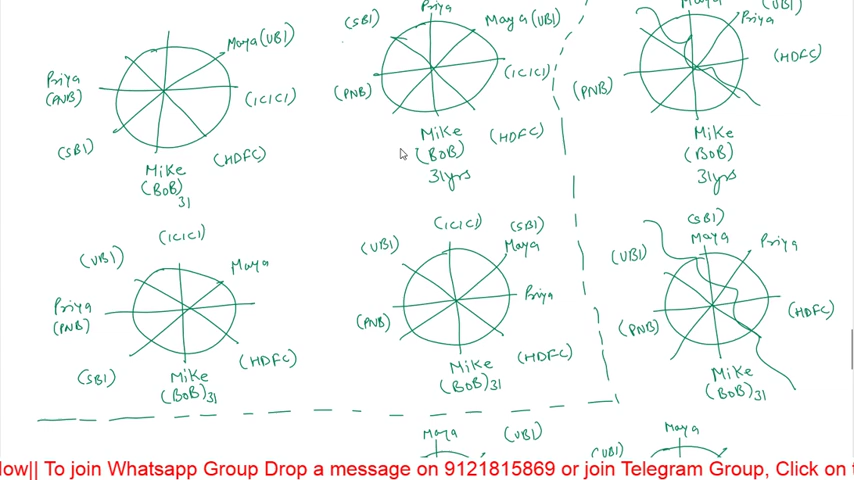 Maya (UBI)
Priya
(PNB)
(ICICI)
(SBI)
(HDFC)
Mike
(BOB)
31
Priya
(SBI)
Maya (UBI)
(ICICI)
(PNB)
Mike
(HDFC)
(BOB)
31yrs
Maya
(UBI)
Priya
(HDFC)
(PNB)
Mike
(BOB)
31yrs
(ICICI)
(UBI)
Maya
Priya
(PNB)
(HDFC)
(SBI)
Mike
(BOB) 31
(ICICI)
(SBI)
(UBI)
Maya
Priya
(PNB)
(HDFC)
Mike
(BOB) 31
(SBI)
Maya
Priya
(UBI)
(HDFC)
(PNB)
Mike
(BOB) 31
Maya
(UBI)
Maya
(UBI)
Now|| To join Whatsapp Group Drop a message on 9121815869 or join Telegram Group, Click on